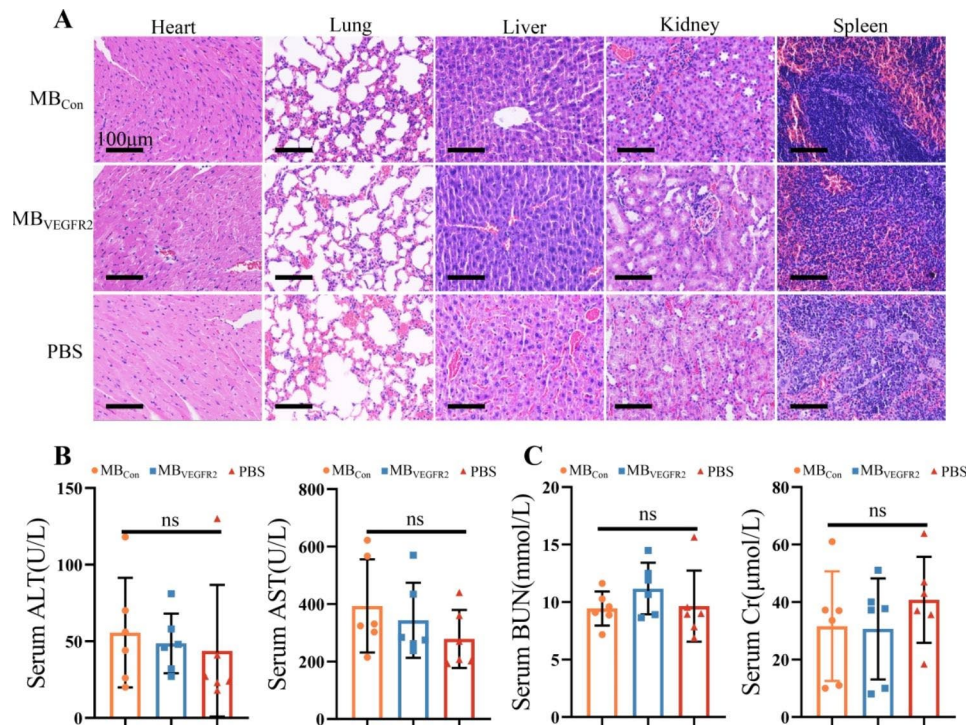 A
Heart Lung Liver Kidney Spleen
MBCon
100μm
MBVEGFR2
PBS
B
MBCon MBVEGFR2 PBS
Serum ALT(U/L)
150
100
50
0
ns
MBCon MBVEGFR2 PBS
Serum AST(U/L)
800
600
400
200
0
ns
C
MBCon MBVEGFR2 PBS
Serum BUN(mmol/L)
20
15
10
5
0
ns
MBCon MBVEGFR2 PBS
Serum Cr(μmol/L)
80
60
40
20
0
ns